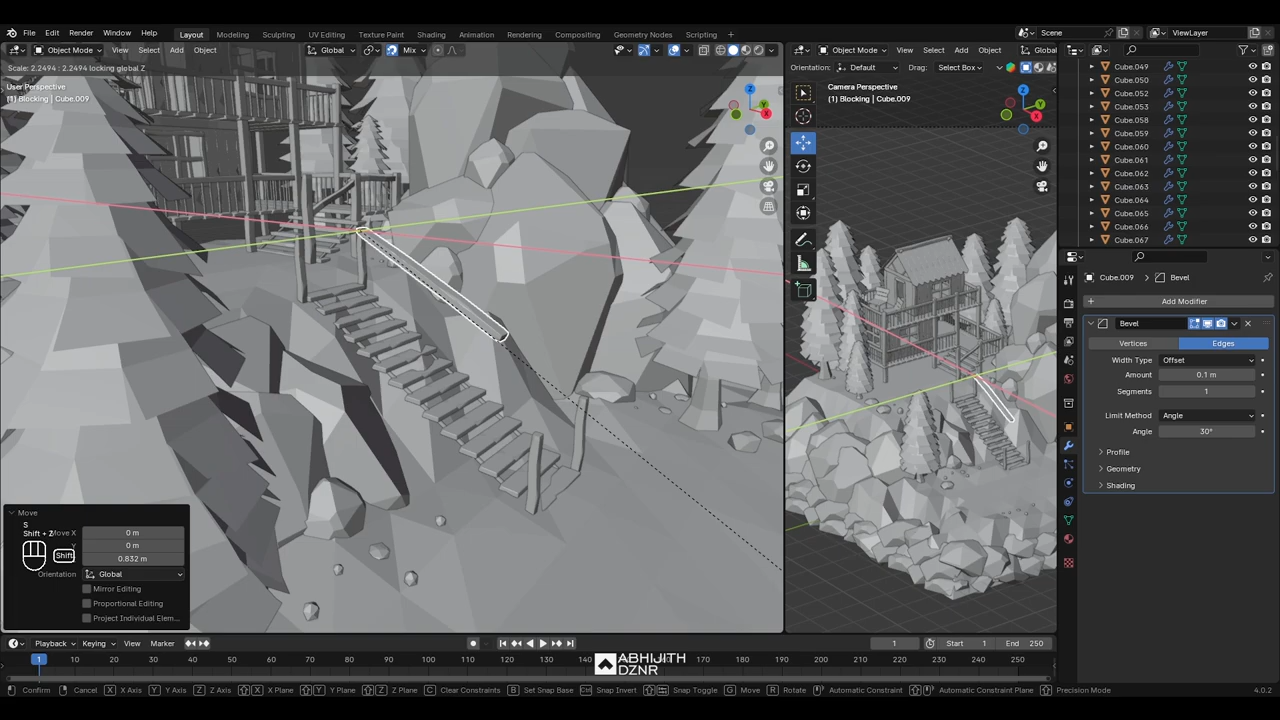 File Edit Render Window Help Layout Modeling Sculpting UV Editing Texture Paint Shading Animation Rendering Compositing Geometry Nodes Scripting + Scene ViewLayer
Object Mode View Select Add Object Global Mix Object Mode View Select Add Object Global
Scale: 2.2494 : 2.2494 locking global Z
Orientation: Default Drag: Select Box
User Perspective
(1) Blocking | Cube.009
Camera Perspective
(1) Blocking | Cube.009
Z
Y
X
Z
Y
X
Cube.049
Cube.050
Cube.052
Cube.053
Cube.058
Cube.059
Cube.060
Cube.061
Cube.062
Cube.063
Cube.064
Cube.065
Cube.066
Cube.067
Cube.009 Bevel
Add Modifier
Bevel
Vertices Edges
Width Type Offset
Amount 0.1 m
Segments 1
Limit Method Angle
Angle 30°
Profile
Geometry
Shading
Move
S
Shift + Z Move X 0 m
Y 0 m
Shift 0.832 m
Orientation Global
Mirror Editing
Proportional Editing
Project Individual Elem...
Playback Keying View Marker 1 Start 1 End 250
1 10 20 30 40 50 60 70 80 90 100 110 120 130 140 170 180 190 200 210 220 230 240 250
ABHIJITH
DZNR
Confirm Cancel X X Axis Y Y Axis Z Z Axis X X Plane Y Y Plane Z Z Plane C Clear Constraints B Set Snap Base Ctrl Snap Invert Snap Toggle G Move R Rotate Automatic Constraint Automatic Constraint Plane Precision Mode 4.0.2